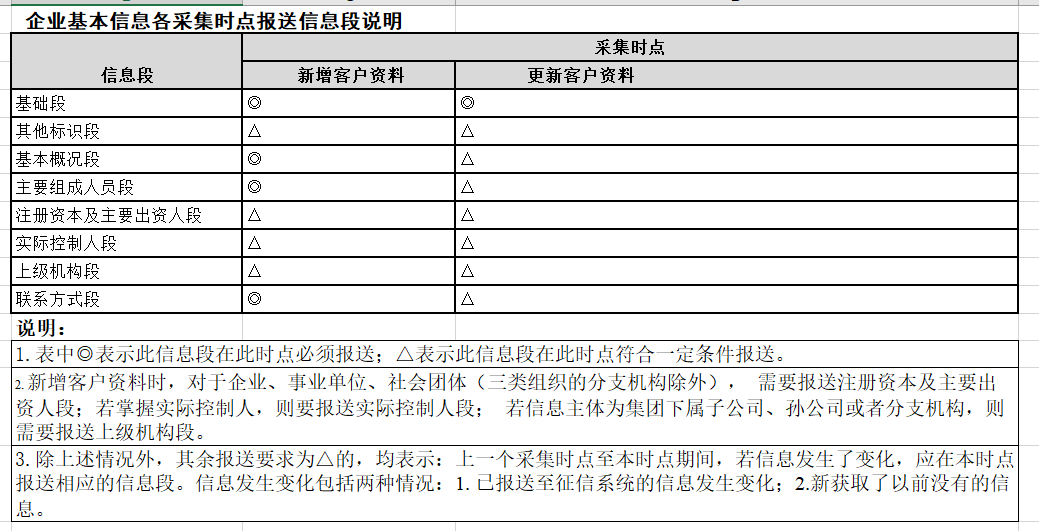 企业基本信息各采集时点报送信息段说明
信息段 采集时点
新增客户资料 更新客户资料
基础段 ◎ ◎
其他标识段 △ △
基本概况段 ◎ △
主要组成人员段 ◎ △
注册资本及主要出资人段 △ △
实际控制人段 △ △
上级机构段 △ △
联系方式段 ◎ △
说明：
1. 表中◎表示此信息段在此时点必须报送；△表示此信息段在此时点符合一定条件报送。
2. 新增客户资料时，对于企业、事业单位、社会团体（三类组织的分支机构除外）， 需要报送注册资本及主要出
资人段；若掌握实际控制人，则要报送实际控制人段； 若信息主体为集团下属子公司、孙公司或者分支机构，则
需要报送上级机构段。
3. 除上述情况外，其余报送要求为△的，均表示：上一个采集时点至本时点期间，若信息发生了变化，应在本时点
报送相应的信息段。信息发生变化包括两种情况：1. 已报送至征信系统的信息发生变化；2.新获取了以前没有的信
息。